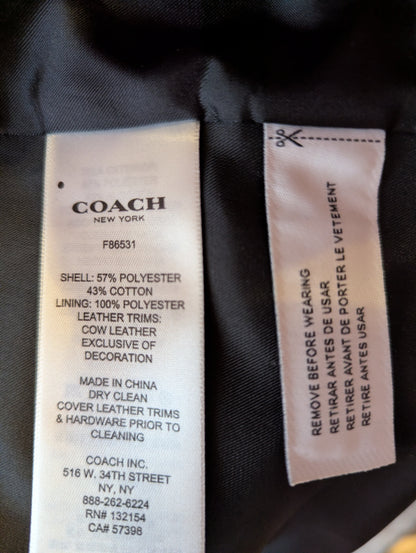 COACH
NEW YORK
F86531
SHELL: 57% POLYESTER
43% COTTON
LINING: 100% POLYESTER
LEATHER TRIMS:
COW LEATHER
EXCLUSIVE OF
DECORATION
MADE IN CHINA
DRY CLEAN
COVER LEATHER TRIMS
& HARDWARE PRIOR TO
CLEANING
COACH INC.
516 W. 34TH STREET
NY, NY
888-262-6224
RN# 132154
CA# 57398
REMOVE BEFORE WEARING
RETIRAR ANTES DE USAR
RETIRER AVANT DE PORTER LE VETEMENT
RETIRE ANTES USAR